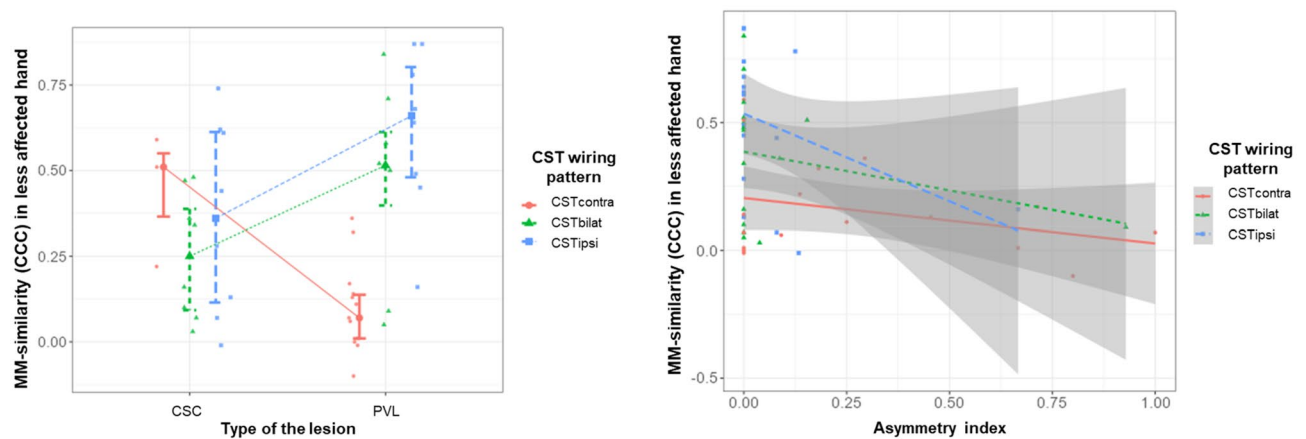 MM-similarity (CCC) in less affected hand
0.75
0.50
0.25
0.00
CSC
PVL
Type of the lesion
CST wiring
pattern
CSTcontra
CSTbilat
CSTipsi
MM-similarity (CCC) in less affected hand
0.5
0.0
-0.5
0.00
0.25
0.50
0.75
1.00
Asymmetry index
CST wiring
pattern
CSTcontra
CSTbilat
CSTipsi